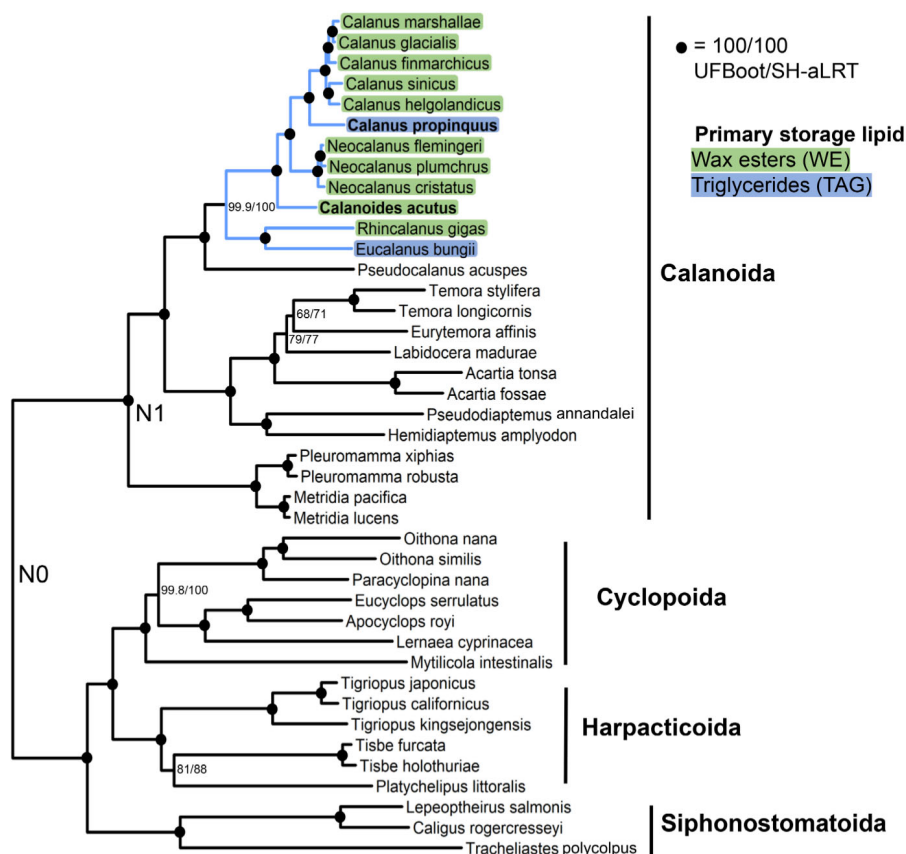 Calanus marshallae
Calanus glacialis
Calanus finmarchicus
Calanus sinicus
Calanus helgolandicus
Calanus propinquus
Neocalanus flemingeri
Neocalanus plumchrus
Neocalanus cristatus
99.9/100
Calanoides acutus
Rhincalanus gigas
Eucalanus bungii
Pseudocalanus acuspes
Temora stylifera
68/71
Temora longicornis
Eurytemora affinis
79/77
Labidocera madurae
Acartia tonsa
Acartia fossae
N1
Pseudodiaptemus annandalei
Hemidiaptemus amplyodon
Pleuromamma xiphias
Pleuromamma robusta
Metridia pacifica
Metridia lucens
N0
Oithona nana
Oithona similis
Paracyclopina nana
99.8/100
Eucyclops serrulatus
Apocyclops royi
Lernaea cyprinacea
Mytilicola intestinalis
Tigriopus japonicus
Tigriopus californicus
Tigriopus kingsejongensis
Tisbe furcata
Tisbe holothuriae
81/88
Platychelipus littoralis
Lepeoptheirus salmonis
Caligus rogercresseyi
Tracheliastes polycolpus
= 100/100
UFBoot/SH-aLRT
Primary storage lipid
Wax esters (WE)
Triglycerides (TAG)
Calanoida
Cyclopoida
Harpacticoida
Siphonostomatoida